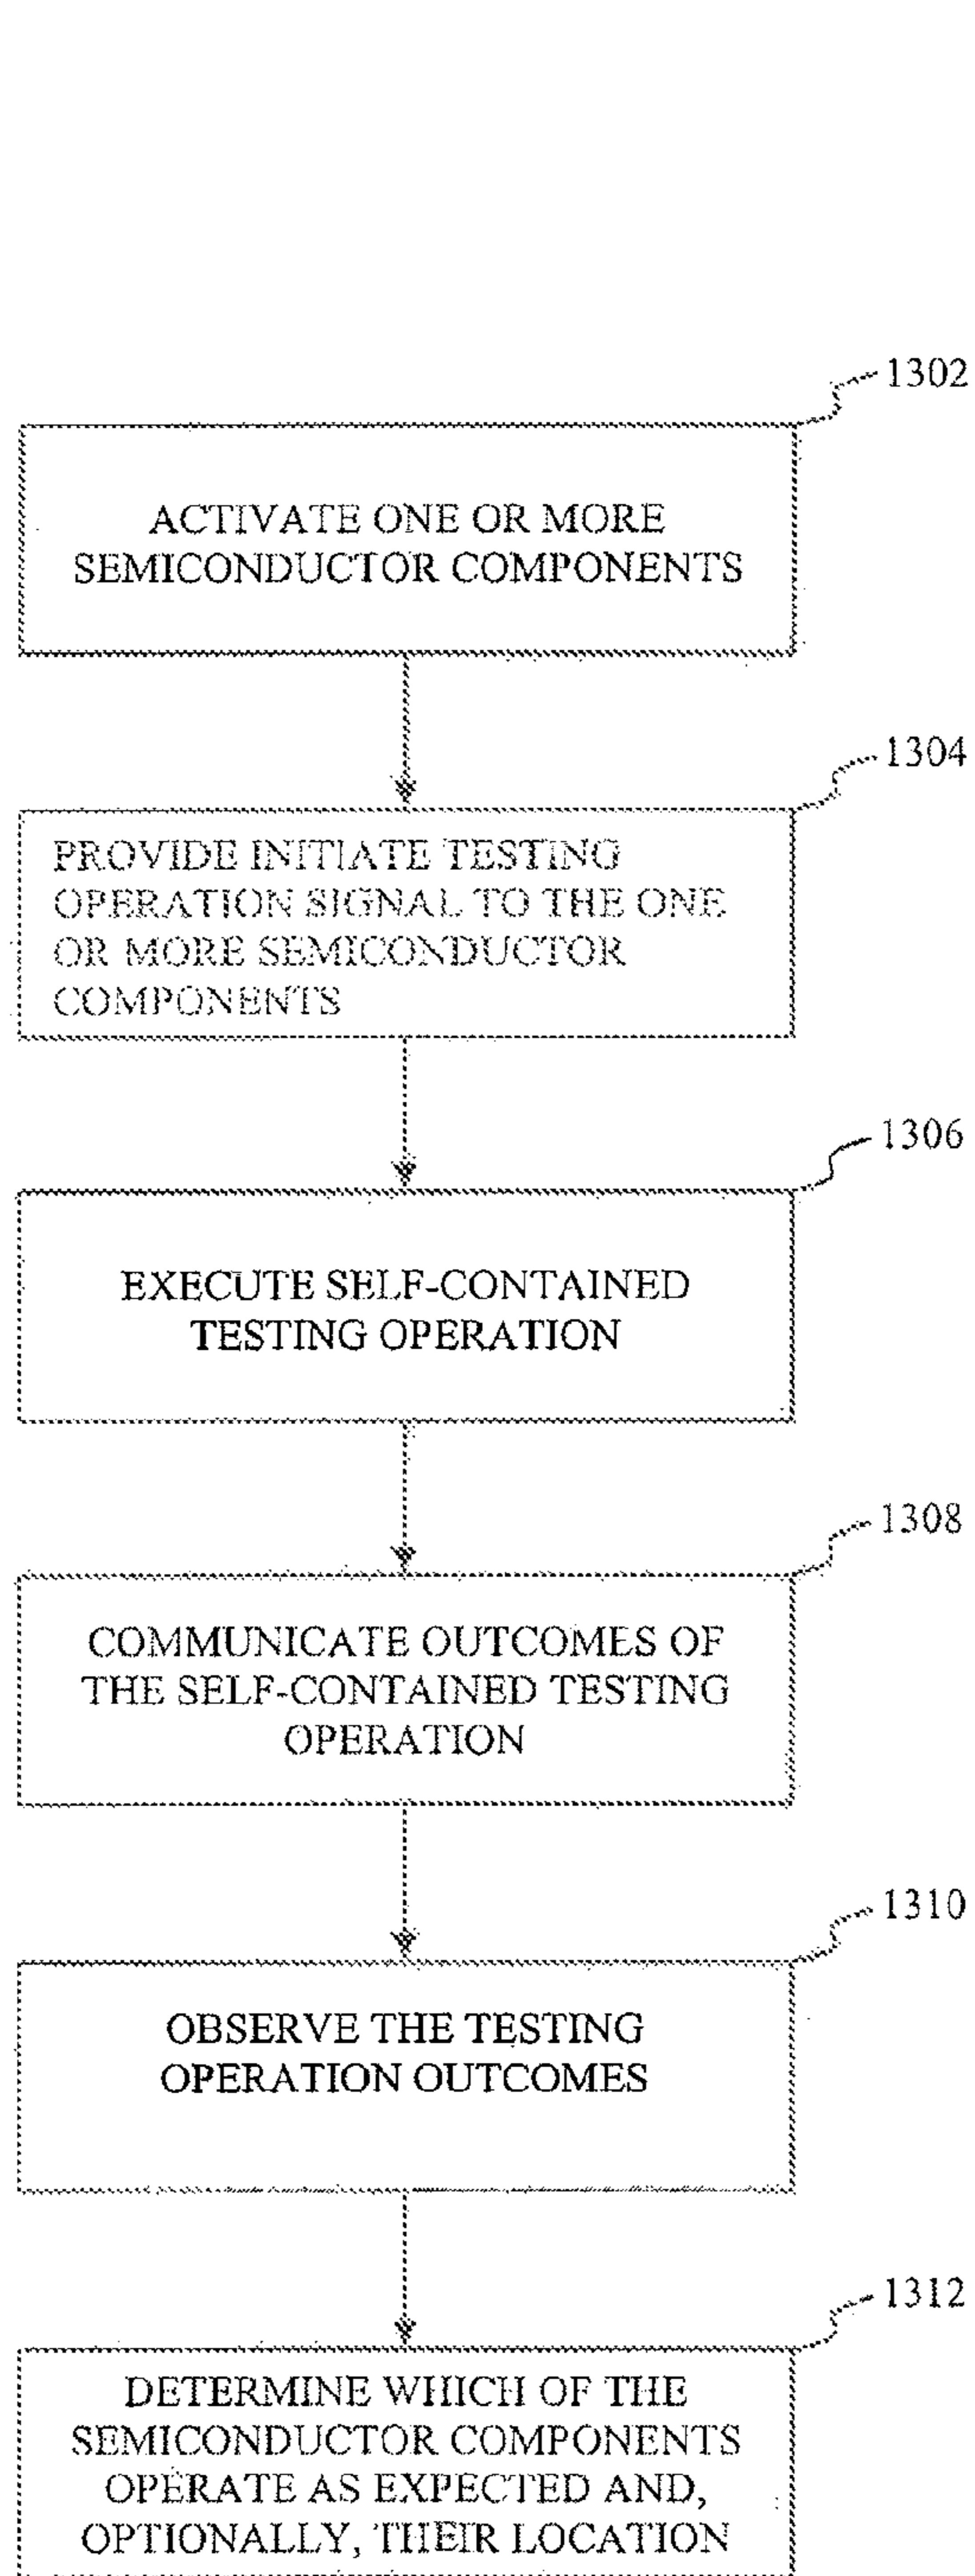 1302
ACTIVATE ONE OR MORE
SEMICONDUCTOR COMPONENTS
1304
PROVIDE INITIATE TESTING
OPERATION SIGNAL TO THE ONE
OR MORE SEMICONDUCTOR
COMPONENTS
1306
EXECUTE SELF-CONTAINED
TESTING OPERATION
1308
COMMUNICATE OUTCOMES OF
THE SELF-CONTAINED TESTING
OPERATION
1310
OBSERVE THE TESTING
OPERATION OUTCOMES
1312
DETERMINE WHICH OF THE
SEMICONDUCTOR COMPONENTS
OPERATE AS EXPECTED AND,
OPTIONALLY, THEIR LOCATION